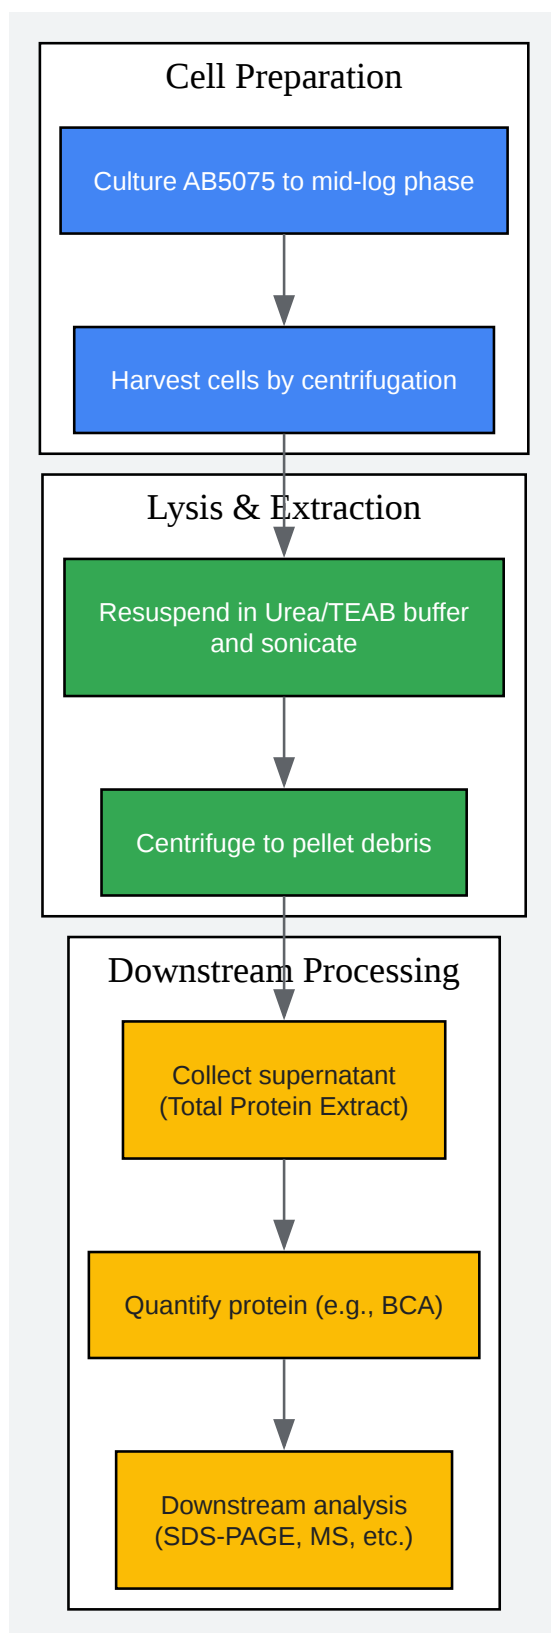 Cell Preparation
Culture AB5075 to mid-log phase
Harvest cells by centrifugation
Lysis & Extraction
Resuspend in Urea/TEAB buffer
and sonicate
Centrifuge to pellet debris
Downstream Processing
Collect supernatant
(Total Protein Extract)
Quantify protein (e.g., BCA)
Downstream analysis
(SDS-PAGE, MS, etc.)